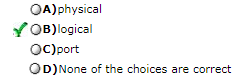 A)physical
B)logical
C)port
D)None of the choices are correct